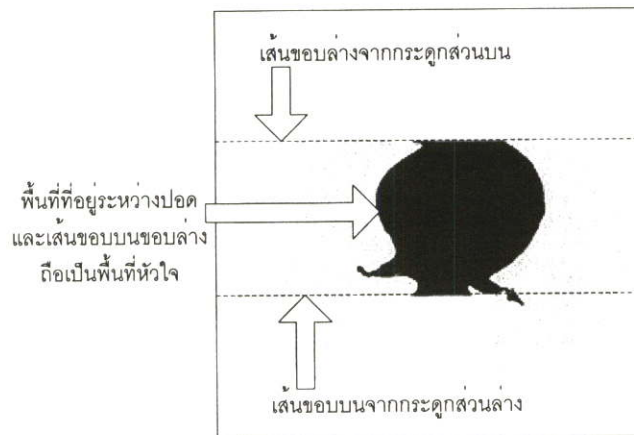 เส้นขอบล่างจากกระดูกส่วนบน
พื้นที่ที่อยู่ระหว่างปอด
และเส้นขอบบนขอบล่าง
ถือเป็นพื้นที่หัวใจ
เส้นขอบบนจากกระดูกส่วนล่าง